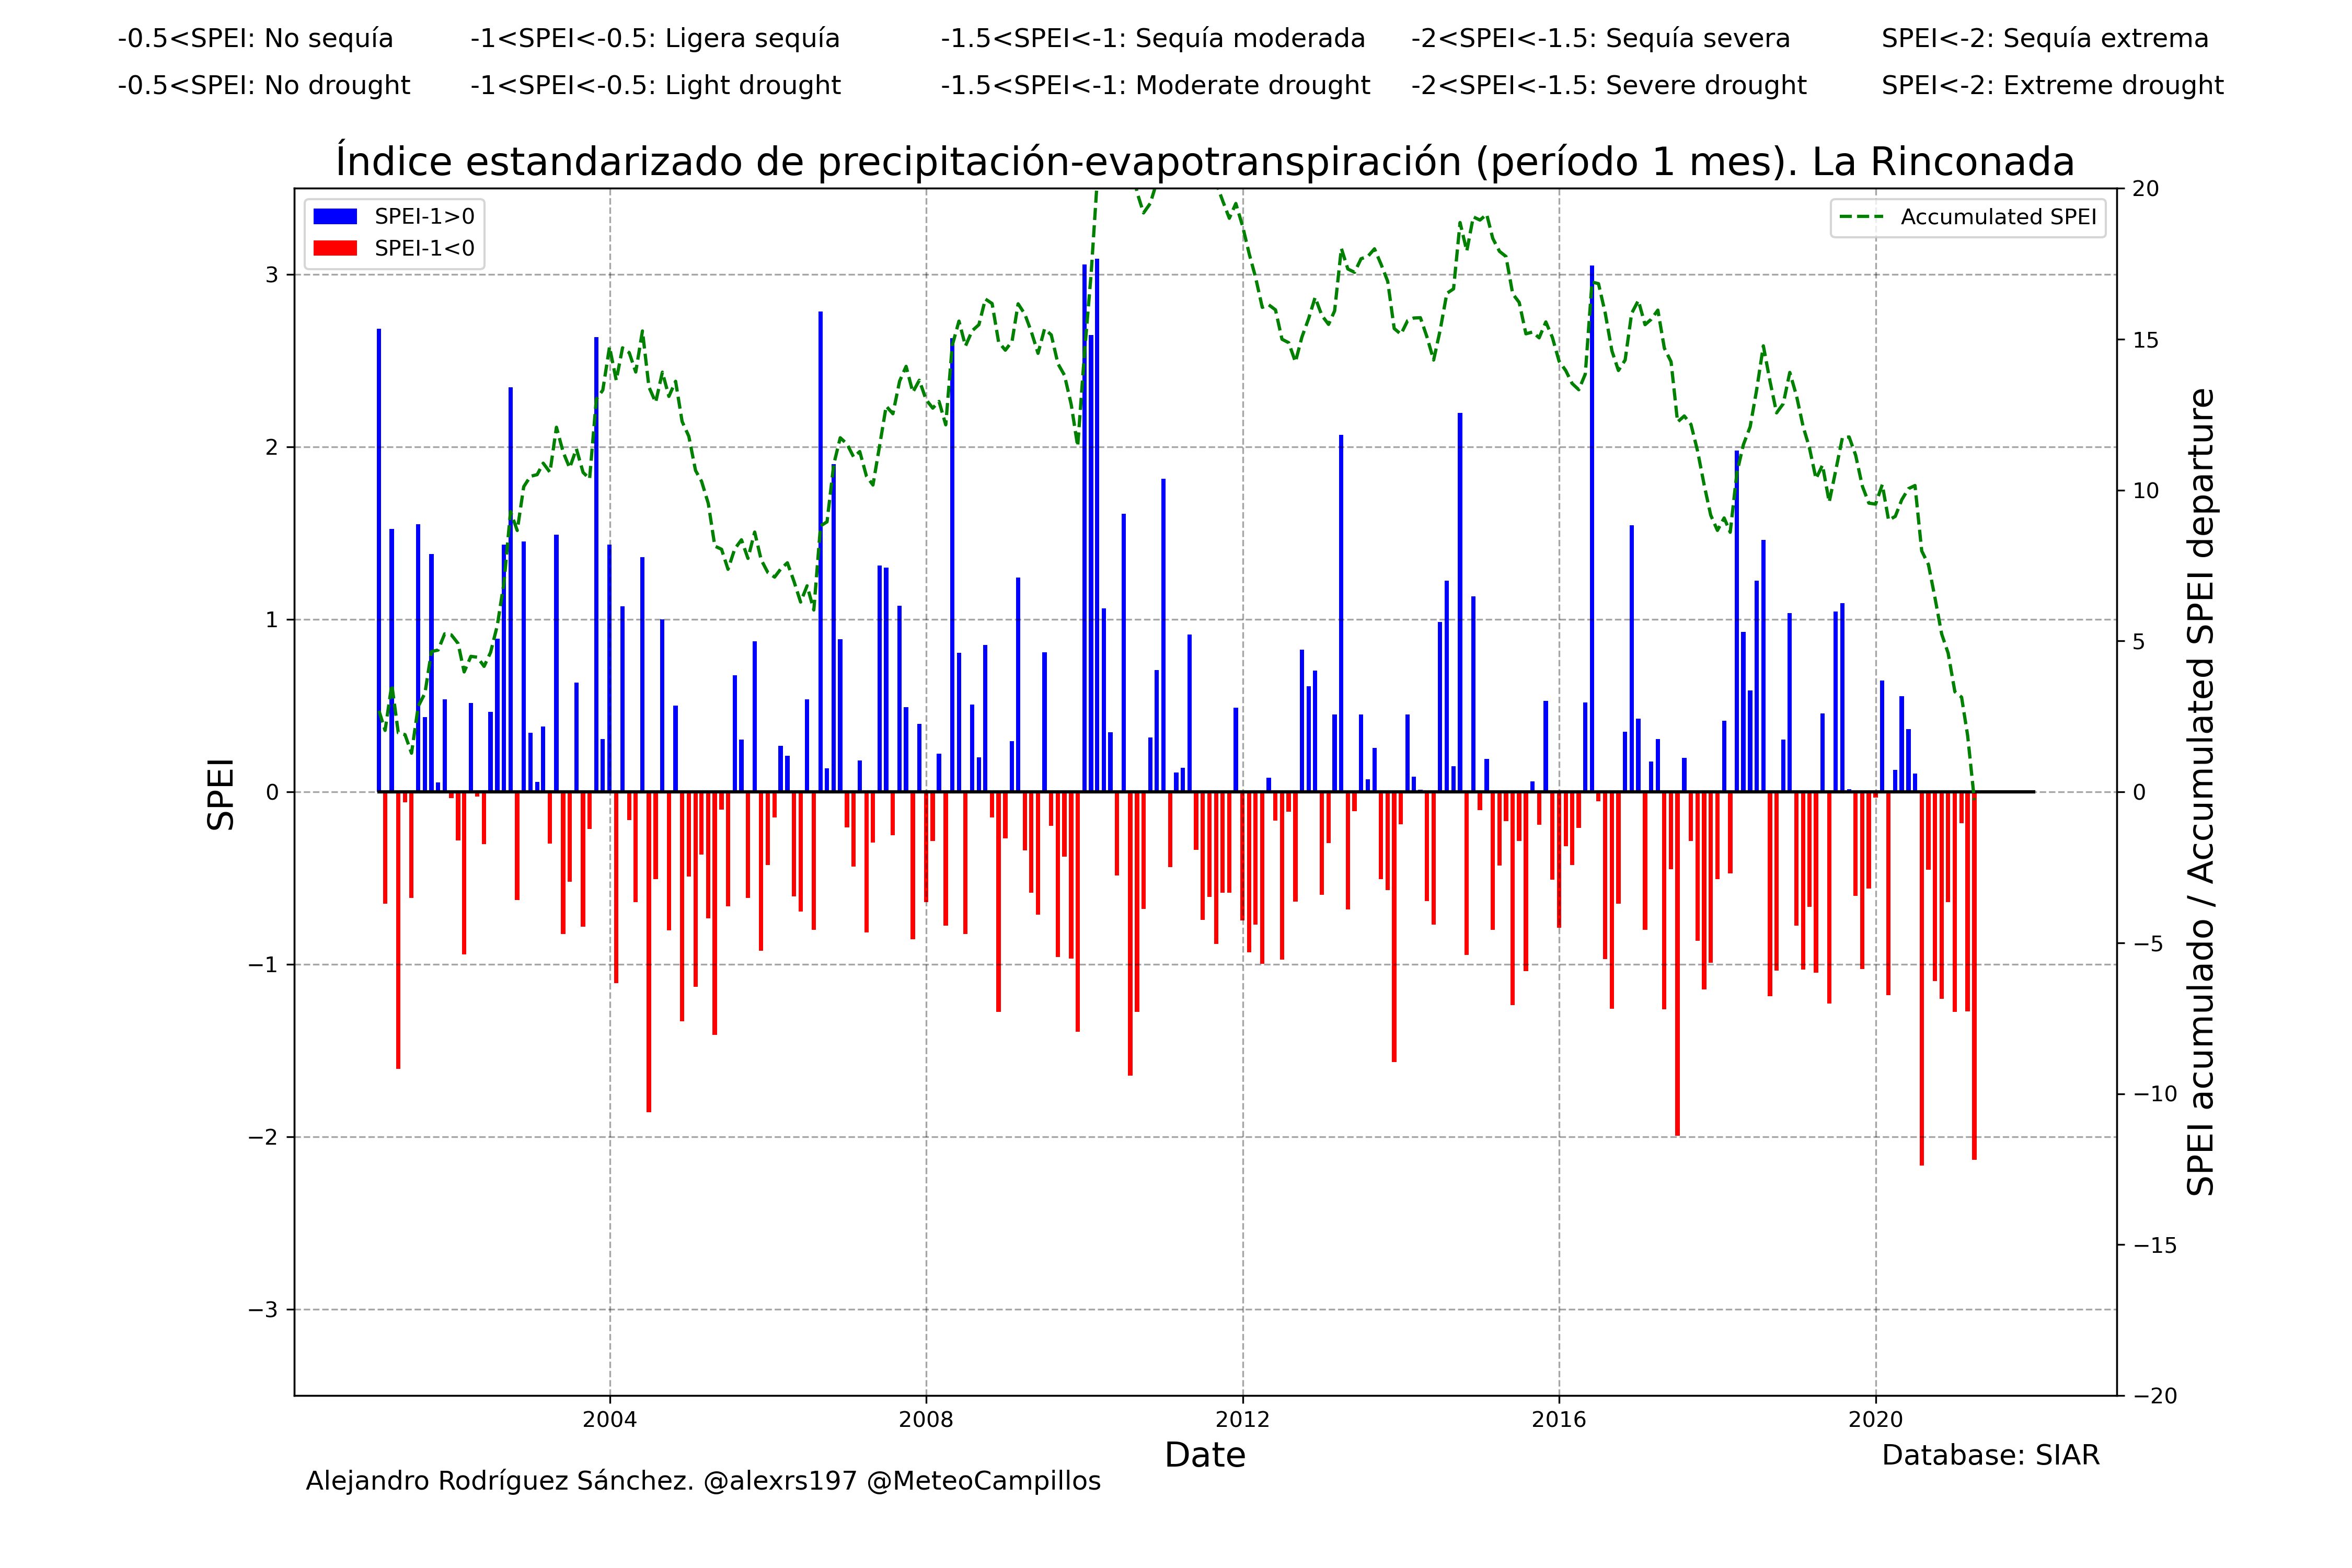 -0.5<SPEI: No sequía -1<SPEI<-0.5: Ligera sequía -1.5<SPEI<-1: Sequía moderada -2<SPEI<-1.5: Sequía severa SPEI<-2: Sequía extrema
-0.5<SPEI: No drought -1<SPEI<-0.5: Light drought -1.5<SPEI<-1: Moderate drought -2<SPEI<-1.5: Severe drought SPEI<-2: Extreme drought
Índice estandarizado de precipitación-evapotranspiración (período 1 mes). La Rinconada
SPEI-1>0
SPEI-1<0
Accumulated SPEI
SPEI
3
2
1
0
−1
−2
−3
20
15
10
5
0
−5
−10
−15
−20
SPEI acumulado / Accumulated SPEI departure
2004 2008 2012 2016 2020
Date
Database: SIAR
Alejandro Rodríguez Sánchez. @alexrs197 @MeteoCampillos